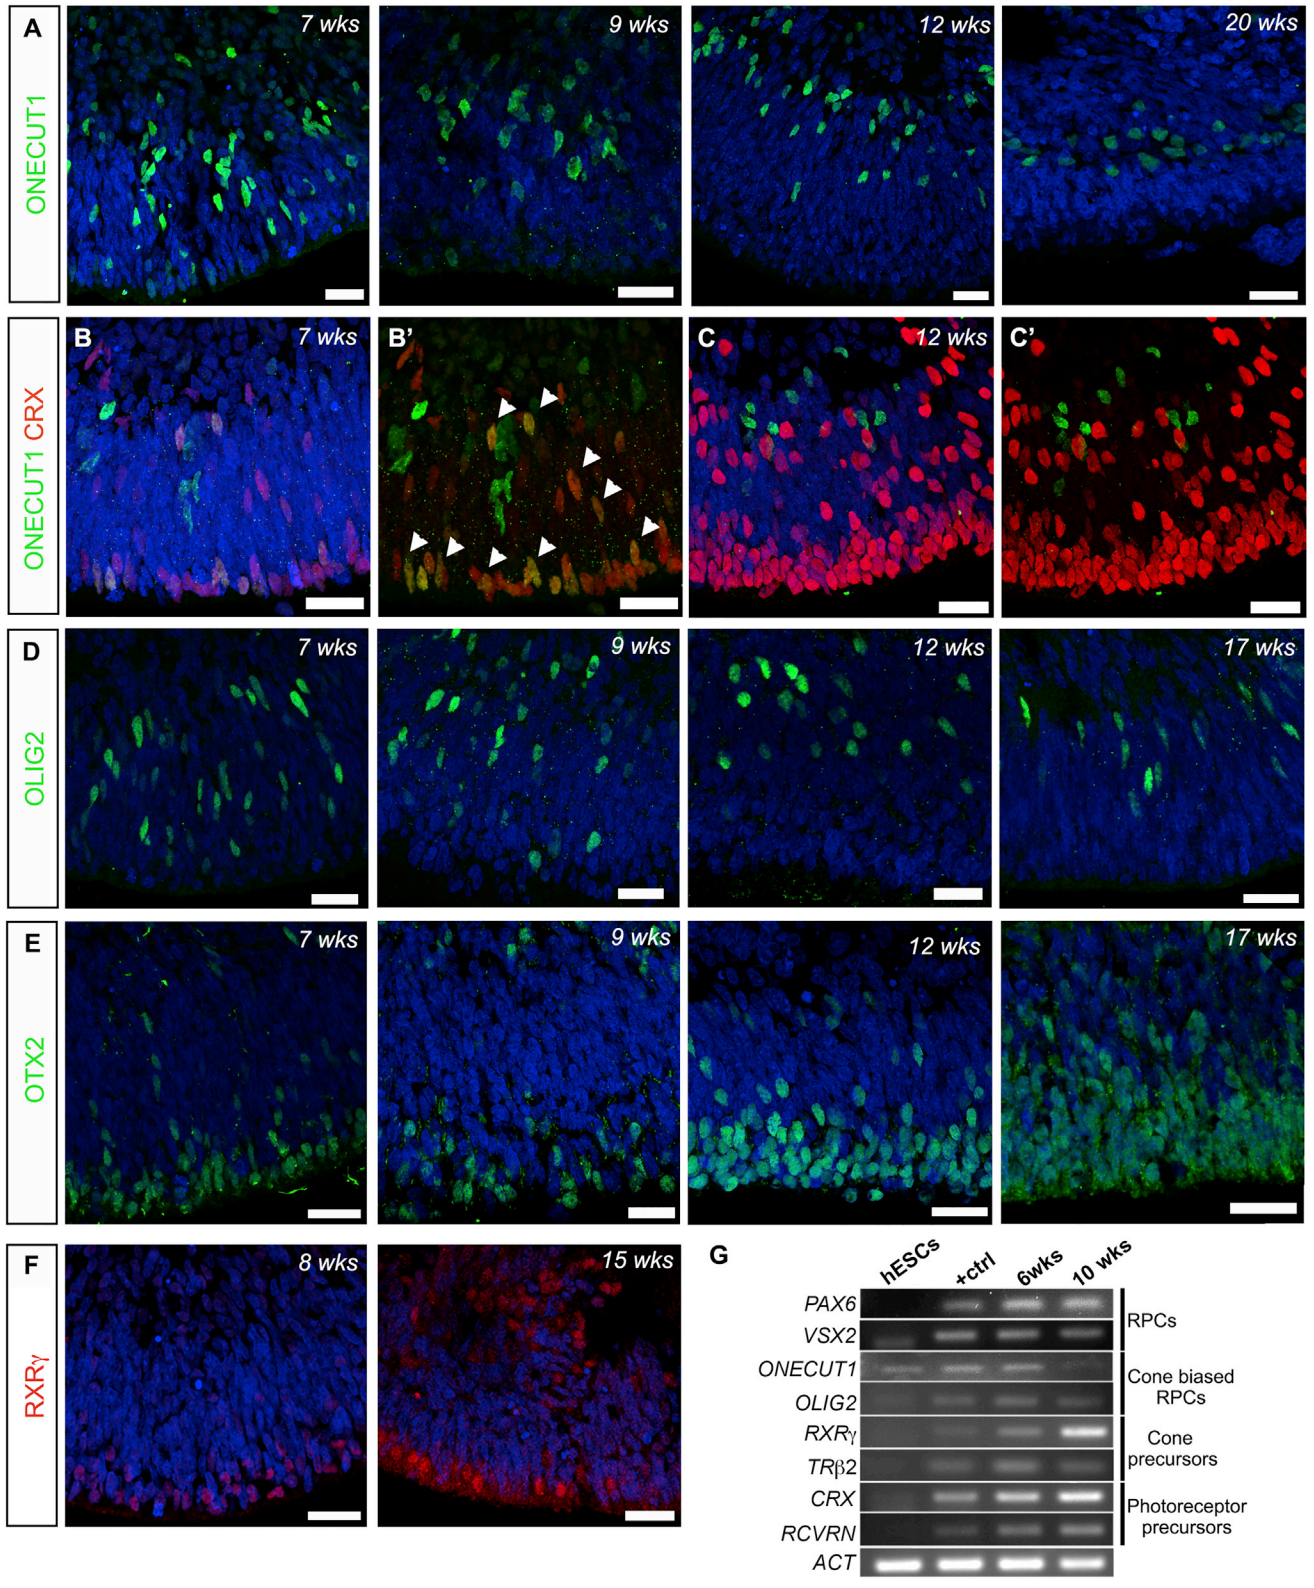 A
ONECUT1
7 wks
9 wks
12 wks
20 wks
ONECUT1 CRX
B
7 wks
B’
C
12 wks
C’
D
OLIG2
7 wks
9 wks
12 wks
17 wks
E
OTX2
7 wks
9 wks
12 wks
17 wks
F
RXRγ
8 wks
15 wks
G
hESCs
+ctrl
6wks
10 wks
PAX6
VSX2
RPCs
ONECUT1
OLIG2
Cone biased
RPCs
RXRγ
TRβ2
Cone
precursors
CRX
RCVRN
Photoreceptor
precursors
ACT